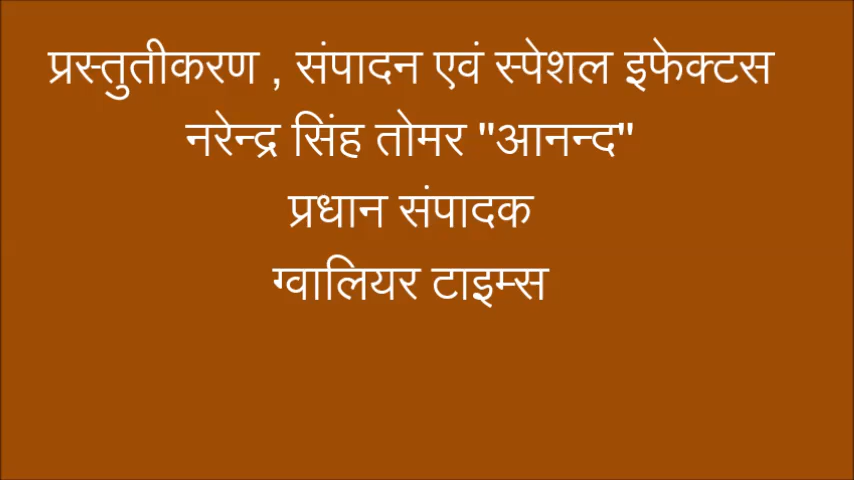 प्रस्तुतीकरण , संपादन एवं स्पेशल इफेक्टस
नरेन्द्र सिंह तोमर "आनन्द"
प्रधान संपादक
ग्वालियर टाइम्स